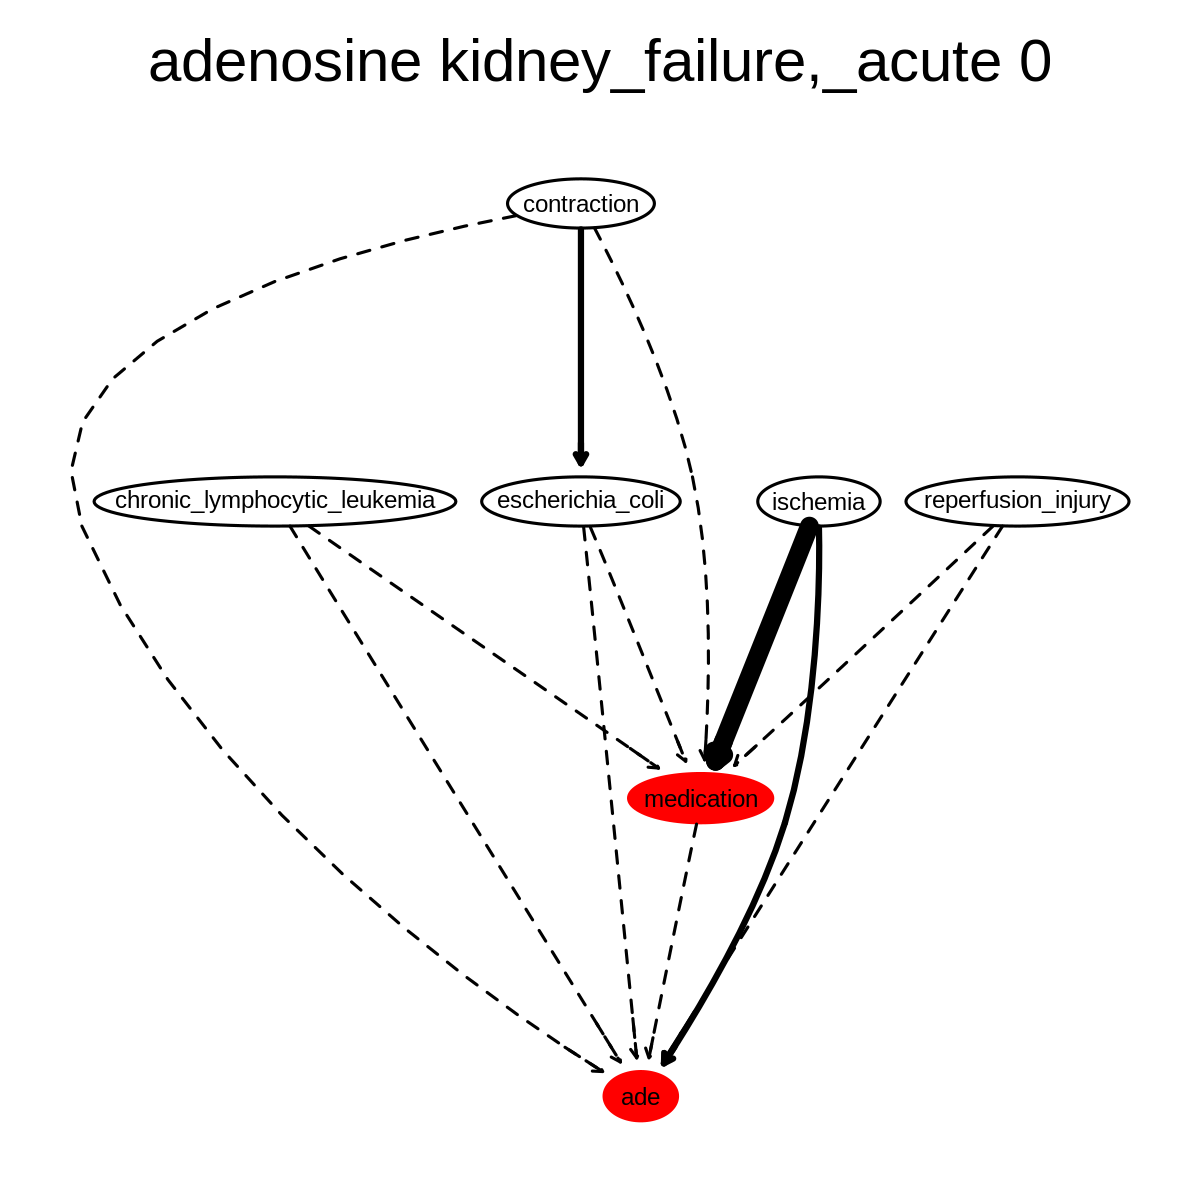 adenosine kidney_failure,_acute 0
contraction
chronic_lymphocytic_leukemia
escherichia_coli
ischemia
reperfusion_injury
medication
ade